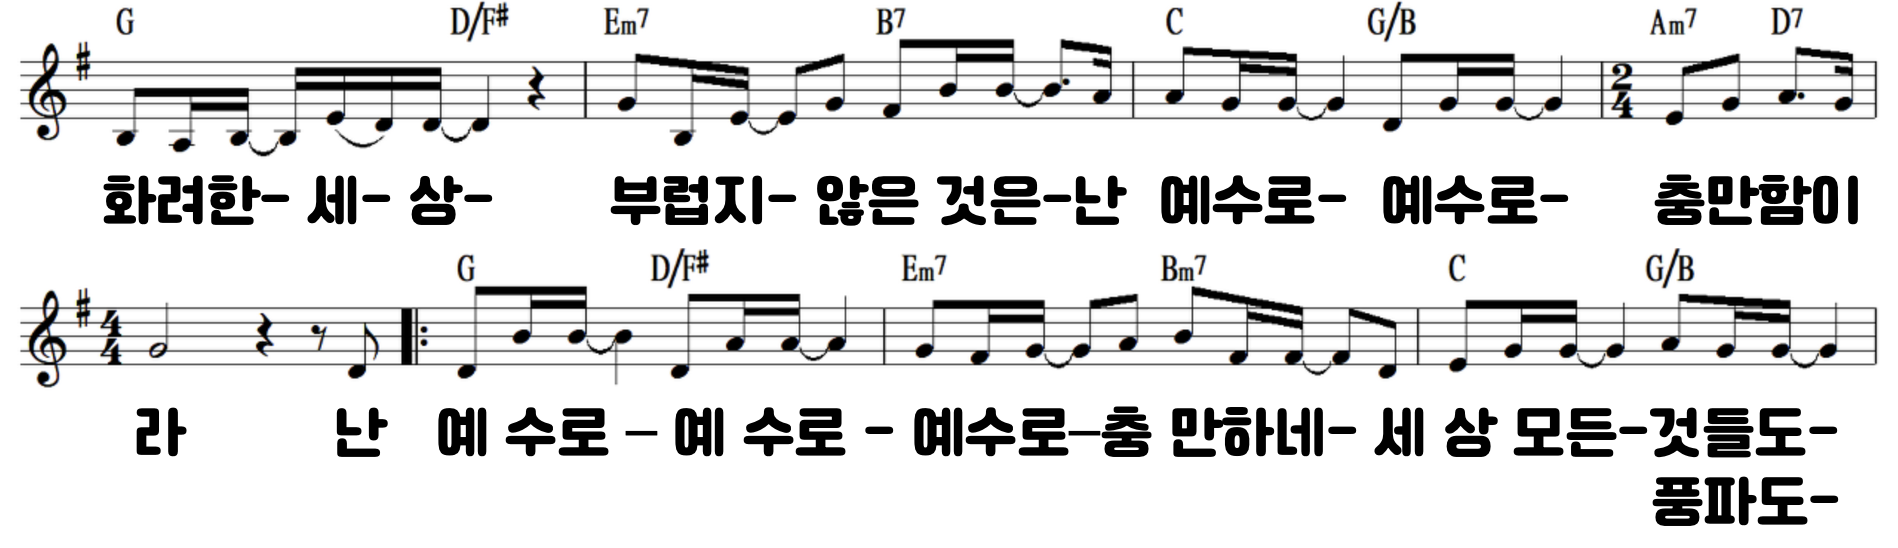 G D/F# Em7 B7 C G/B Am7 D7
2 4
화려한- 세- 상- 부럽지- 않은 것은-난 예수로- 예수로- 충만함이
G D/F# Em7 Bm7 C G/B
4 4
라 난 예 수로 - 예 수로 - 예수로-충 만하네- 세 상 모든-것들도-
풍파도-